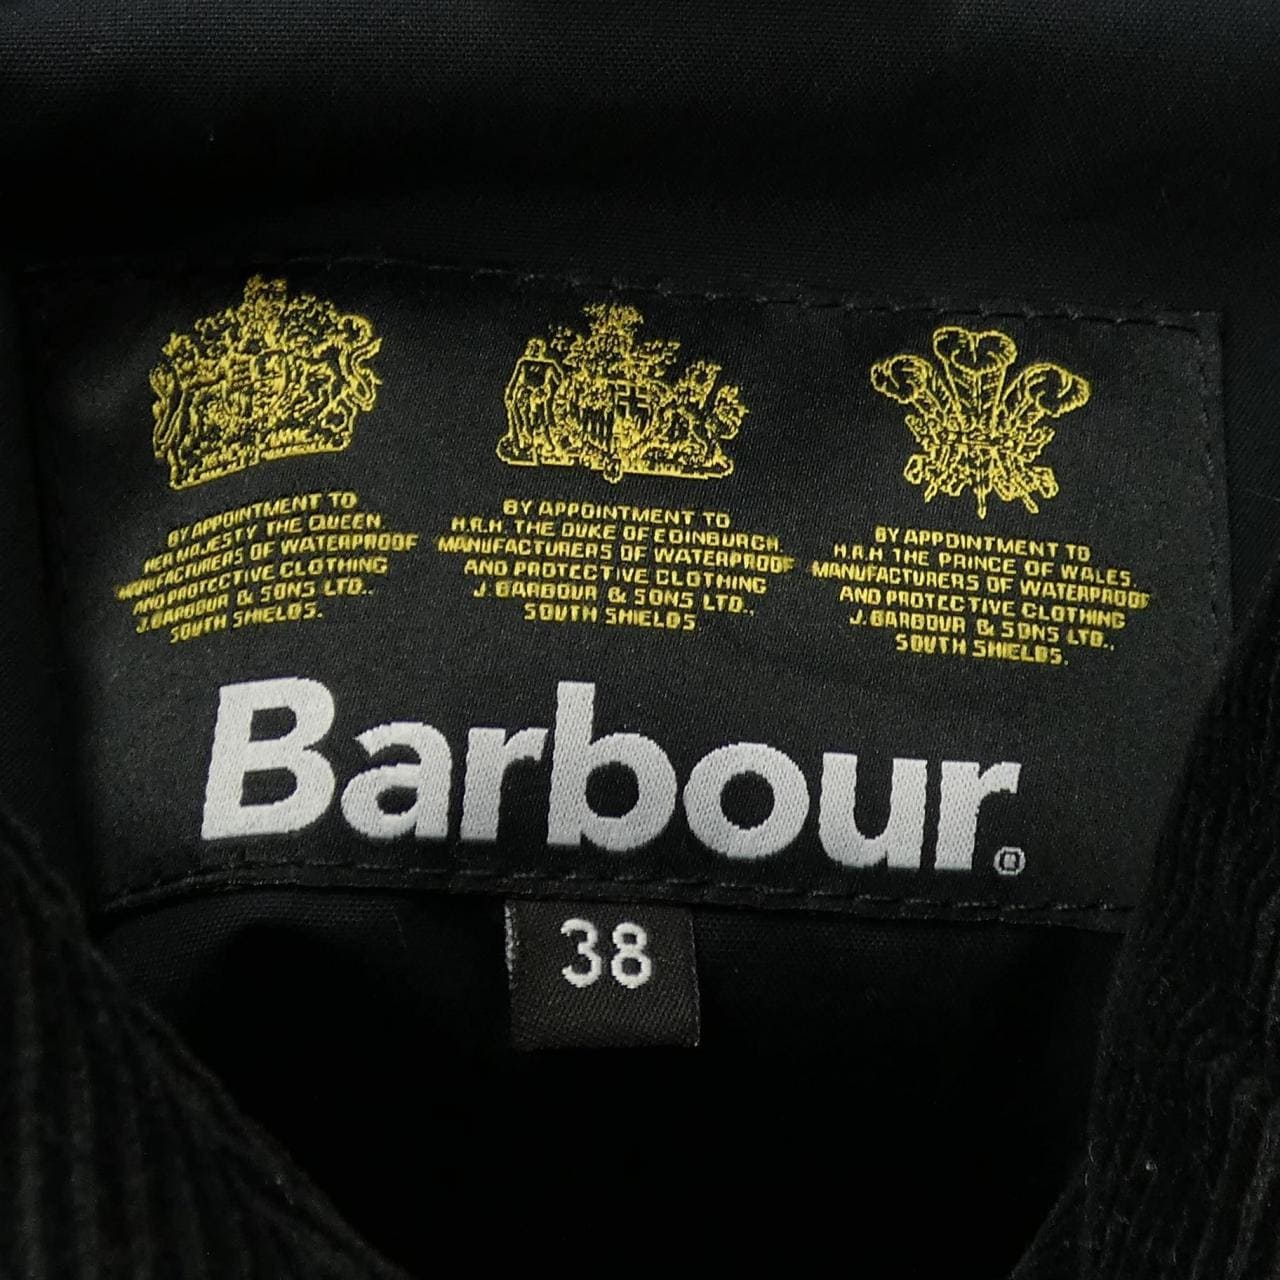 BY APPOINTMENT TO
HER MAJESTY THE QUEEN
MANUFACTURERS OF WATERPROOF
AND PROTECTIVE CLOTHING
J. BARBOUR & SONS LTD..
SOUTH SHIELDS.
BY APPOINTMENT TO
H.R.H. THE DUKE OF EDINBURGH.
MANUFACTURERS OF WATERPROOF
AND PROTECTIVE CLOTHING
J. BARBOUR & SONS LTD..
SOUTH SHIELDS
BY APPOINTMENT TO
H.R.H THE PRINCE OF WALES.
MANUFACTURERS OF WATERPROOF
AND PROTECTIVE CLOTHING
J. BARBOUR & SONS LTD..
SOUTH SHIELDS.
Barbour®
38